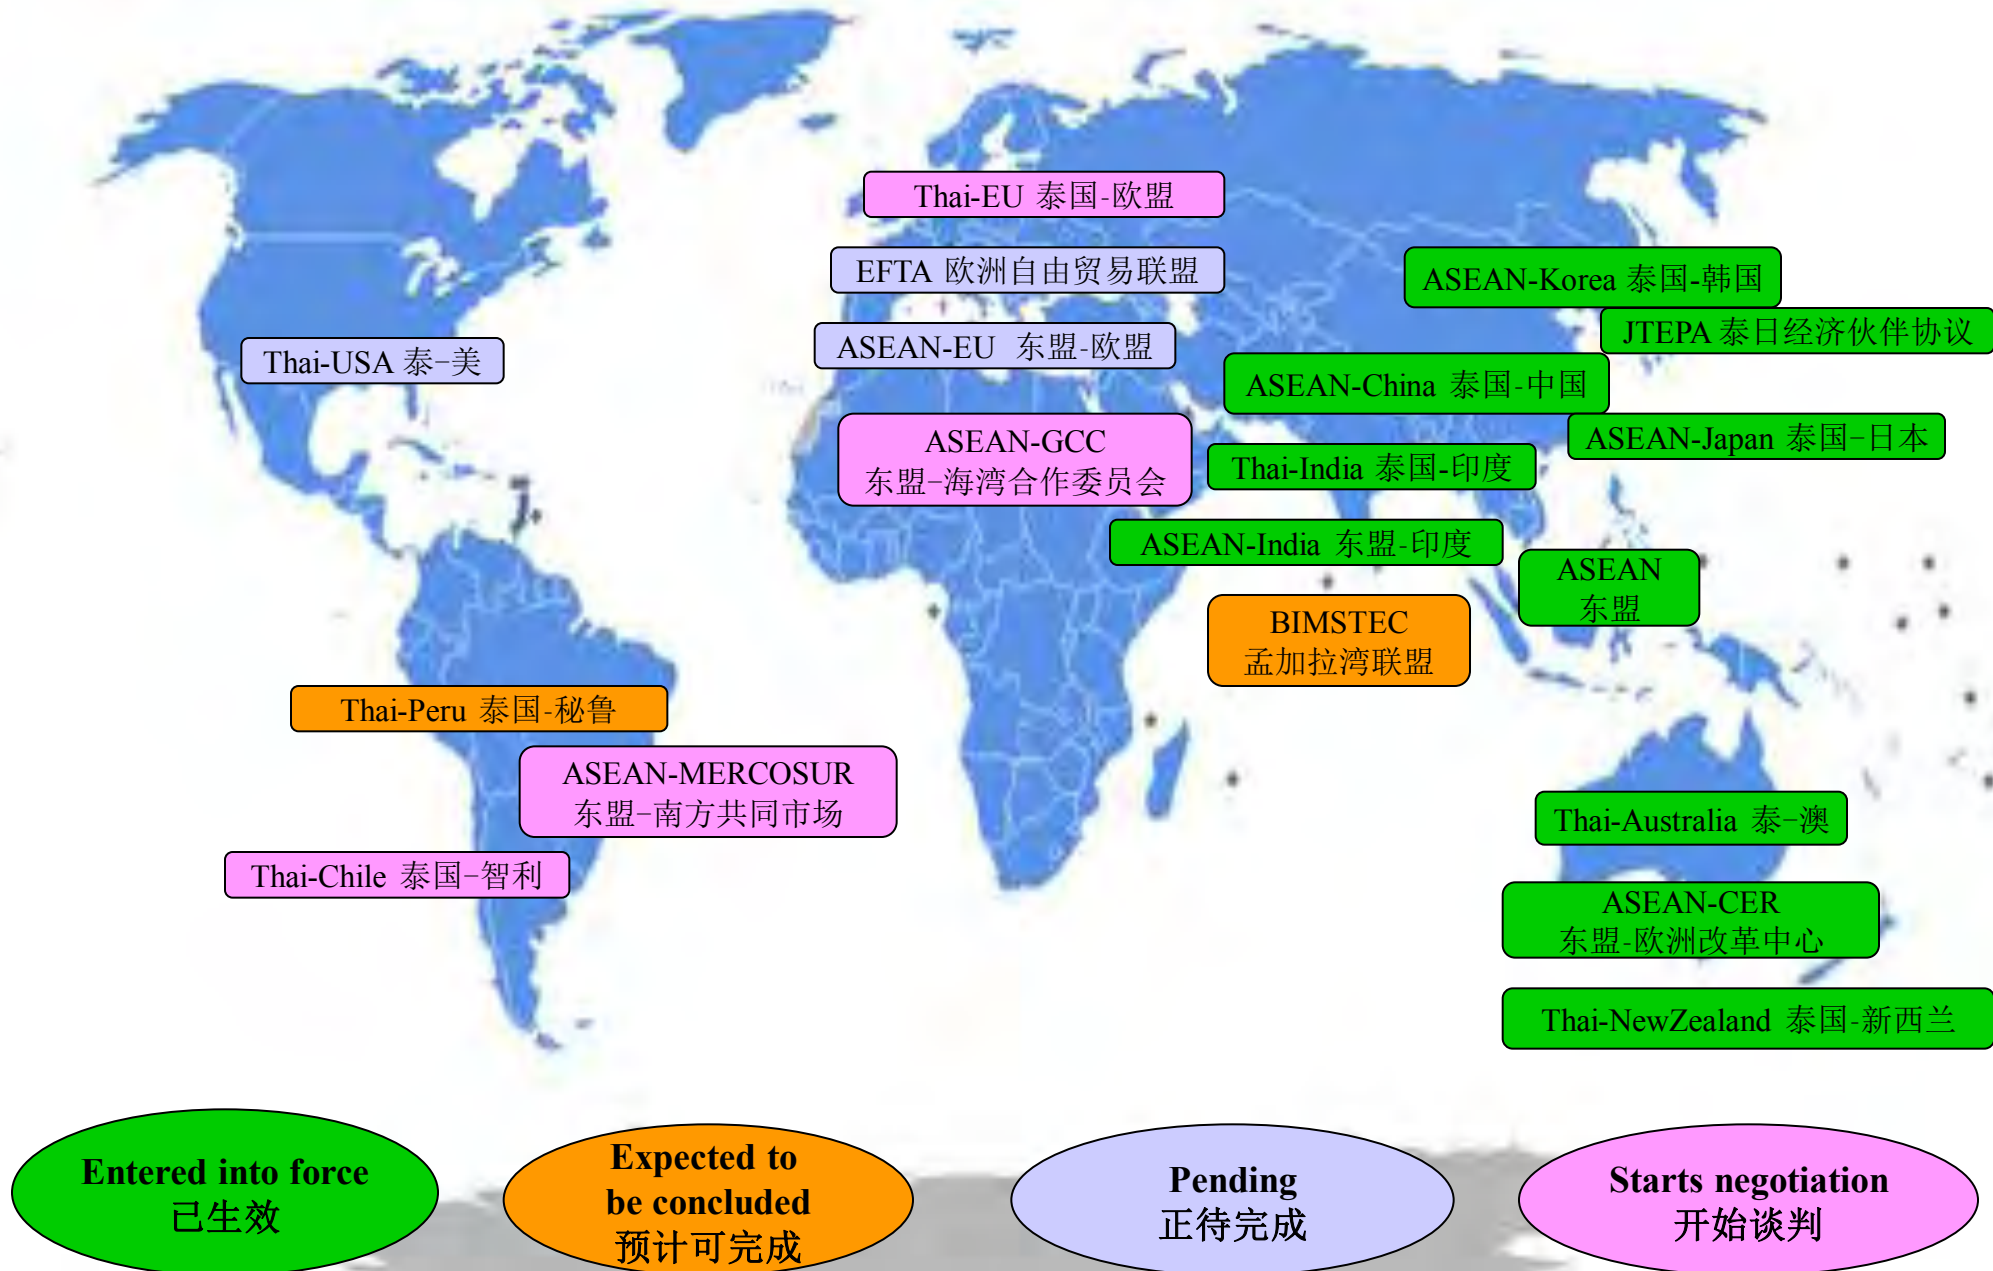 Thai-EU 泰国-欧盟
EFTA 欧洲自由贸易联盟
ASEAN-Korea 泰国-韩国
JTEPA 泰日经济伙伴协议
Thai-USA 泰-美
ASEAN-EU 东盟-欧盟
ASEAN-China 泰国-中国
ASEAN-GCC
东盟-海湾合作委员会
ASEAN-Japan 泰国-日本
Thai-India 泰国-印度
ASEAN-India 东盟-印度
ASEAN
东盟
BIMSTEC
孟加拉湾联盟
Thai-Peru 泰国-秘鲁
ASEAN-MERCOSUR
东盟-南方共同市场
Thai-Australia 泰-澳
Thai-Chile 泰国-智利
ASEAN-CER
东盟-欧洲改革中心
Thai-NewZealand 泰国-新西兰
Entered into force
已生效
Expected to
be concluded
预计可完成
Pending
正待完成
Starts negotiation
开始谈判